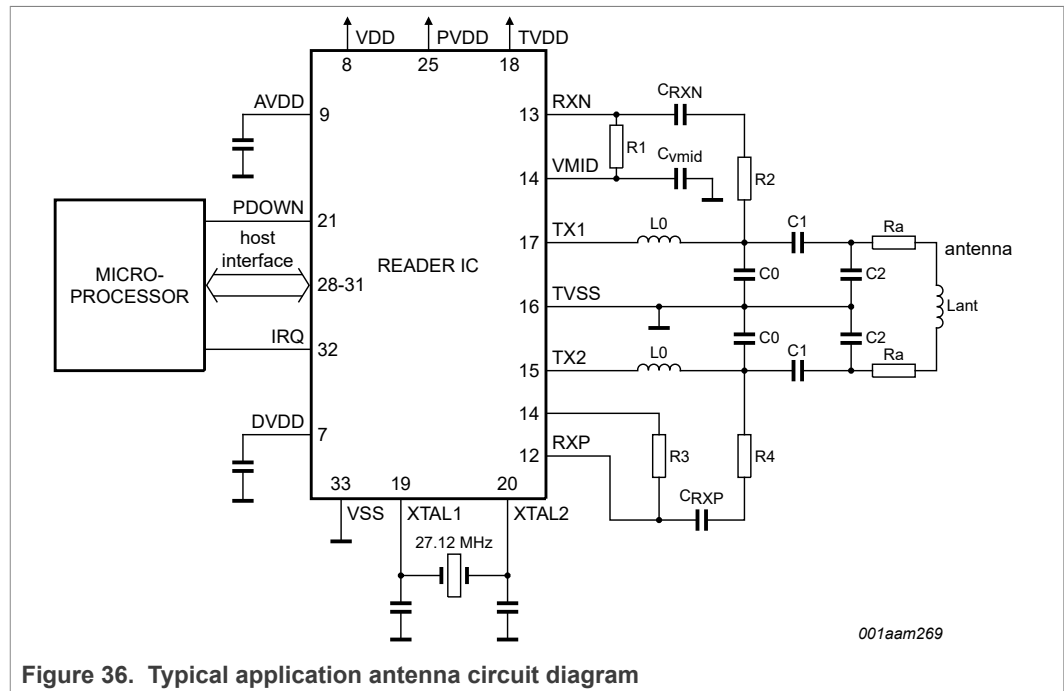 VDD PVDD TVDD
8 25 18
AVDD 9
13 RXN CRXN
R1
14 VMID Cvmid
R2
PDOWN 21
host interface
28-31
MICRO-
PROCESSOR
READER IC
17 TX1 L0 C1 Ra
antenna
C0 C2
16 TVSS
Lant
IRQ 32
C0 C2
15 TX2 L0 C1 Ra
14
DVDD 7
12 RXP
R3 R4
CRXP
33 19 20
VSS XTAL1 XTAL2
27.12 MHz
001aam269
Figure 36. Typical application antenna circuit diagram